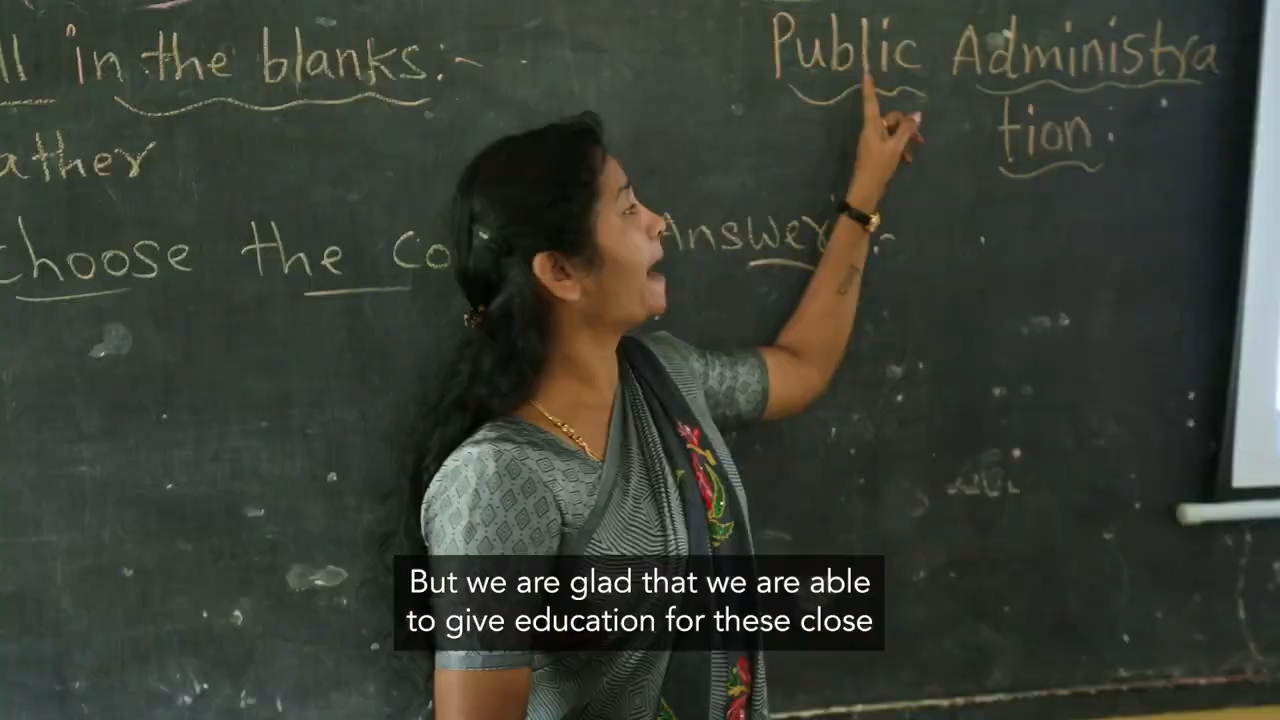 ll in the blanks:-
ather
choose the co Answer:-
Public Administra
tion.
But we are glad that we are able
to give education for these close